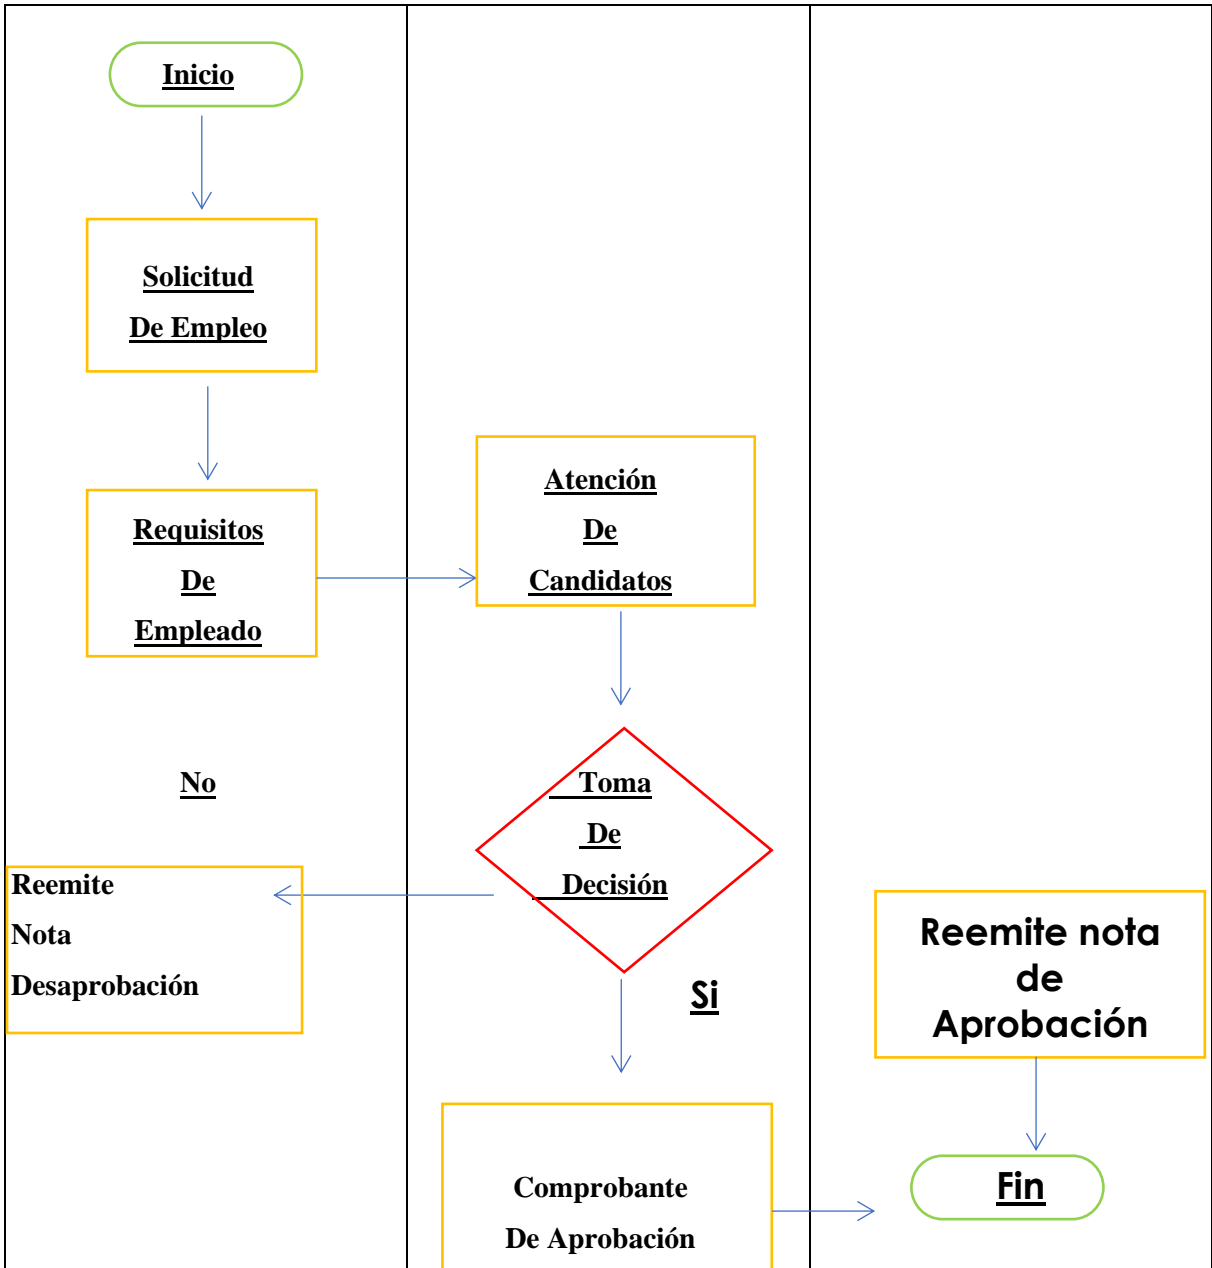 Inicio
Solicitud
De Empleo
Requisitos
De
Empleado
No
Reemite
Nota
Desaprobación
Atención
De
Candidatos
Toma
De
Decisión
Si
Comprobante
De Aprobación
Reemite nota
de
Aprobación
Fin